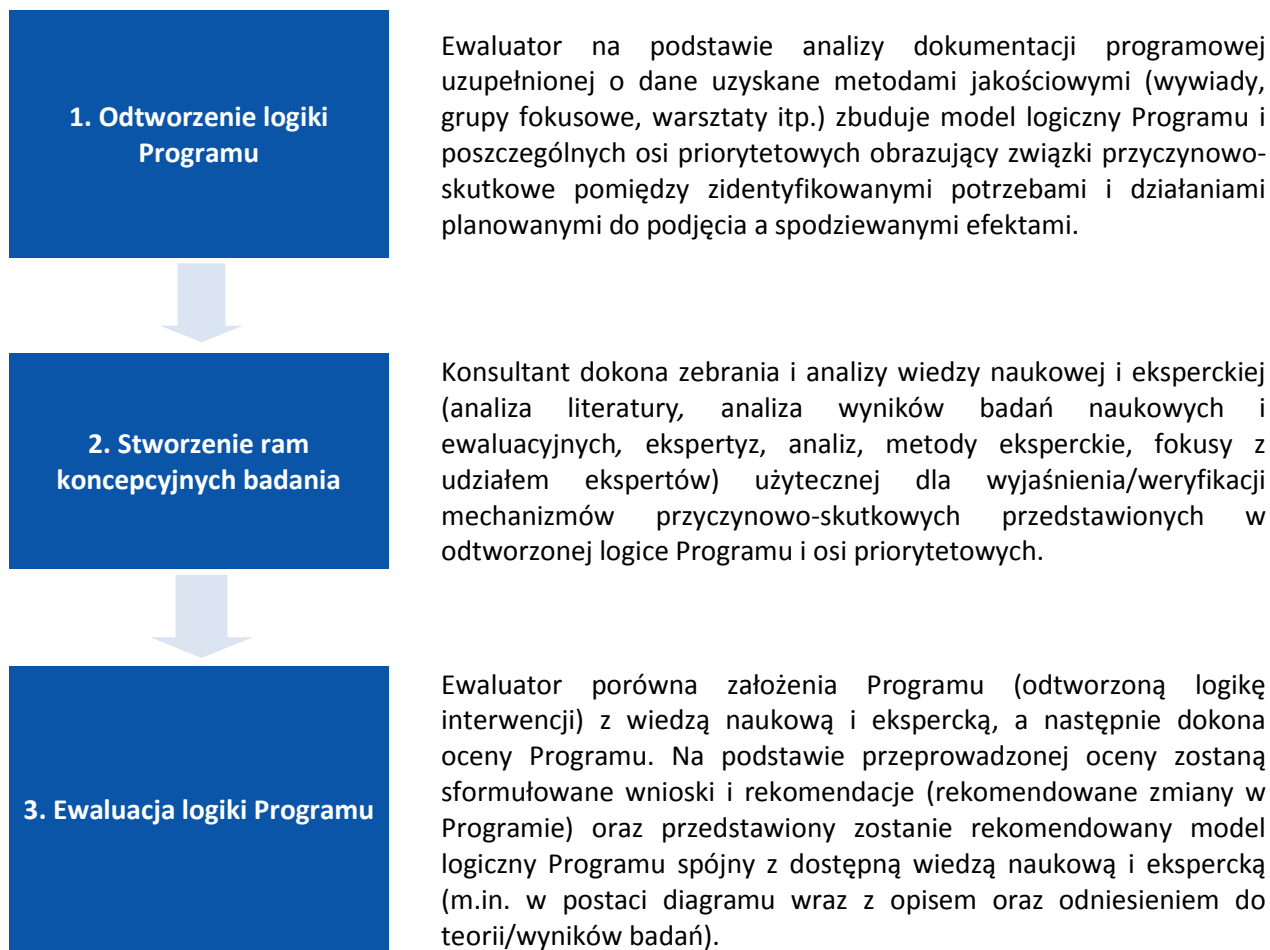 1. Odtworzenie logiki
Programu
Ewaluator na podstawie analizy dokumentacji programowej
uzupełnionej o dane uzyskane metodami jakościowymi (wywiady,
grupy fokusowe, warsztaty itp.) zbuduje model logiczny Programu i
poszczególnych osi priorytetowych obrazujący związki przyczynowo-
skutkowe pomiędzy zidentyfikowanymi potrzebami i działaniami
planowanymi do podjęcia a spodziewanymi efektami.
2. Stworzenie ram
koncepcyjnych badania
Konsultant dokona zebrania i analizy wiedzy naukowej i eksperckiej
(analiza literatury, analiza wyników badań naukowych i
ewaluacyjnych, ekspertyz, analiz, metody eksperckie, fokusy z
udziałem ekspertów) użytecznej dla wyjaśnienia/weryfikacji
mechanizmów przyczynowo-skutkowych przedstawionych w
odtworzonej logice Programu i osi priorytetowych.
3. Ewaluacja logiki Programu
Ewaluator porówna założenia Programu (odtworzoną logikę
interwencji) z wiedzą naukową i ekspercką, a następnie dokona
oceny Programu. Na podstawie przeprowadzonej oceny zostaną
sformułowane wnioski i rekomendacje (rekomendowane zmiany w
Programie) oraz przedstawiony zostanie rekomendowany model
logiczny Programu spójny z dostępną wiedzą naukową i ekspercką
(m.in. w postaci diagramu wraz z opisem oraz odniesieniem do
teorii/wyników badań).